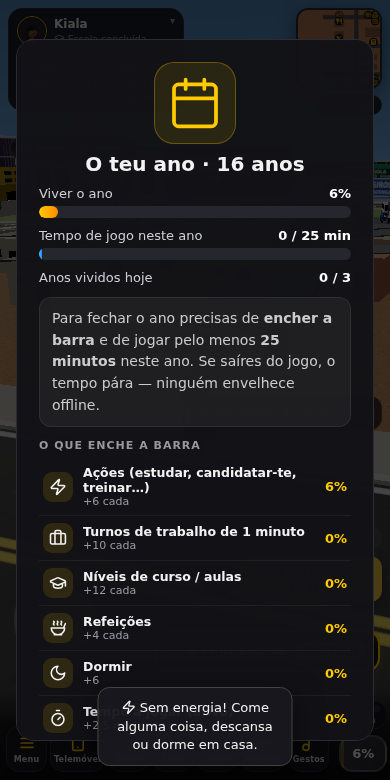 Kiala
Escola concluída
O teu ano · 16 anos
Viver o ano 6%
Tempo de jogo neste ano 0 / 25 min
Anos vividos hoje 0 / 3
Para fechar o ano precisas de encher a
barra e de jogar pelo menos 25
minutos neste ano. Se saíres do jogo, o
tempo pára — ninguém envelhece
offline.
O QUE ENCHE A BARRA
Ações (estudar, candidatar-te,
treinar…)
+6 cada
6%
Turnos de trabalho de 1 minuto
+10 cada
0%
Níveis de curso / aulas
+12 cada
0%
Refeições
+4 cada
0%
Dormir
+6
0%
+2
0%
Sem energia! Come
alguma coisa, descansa
ou dorme em casa.
Menu
Gestos
6%